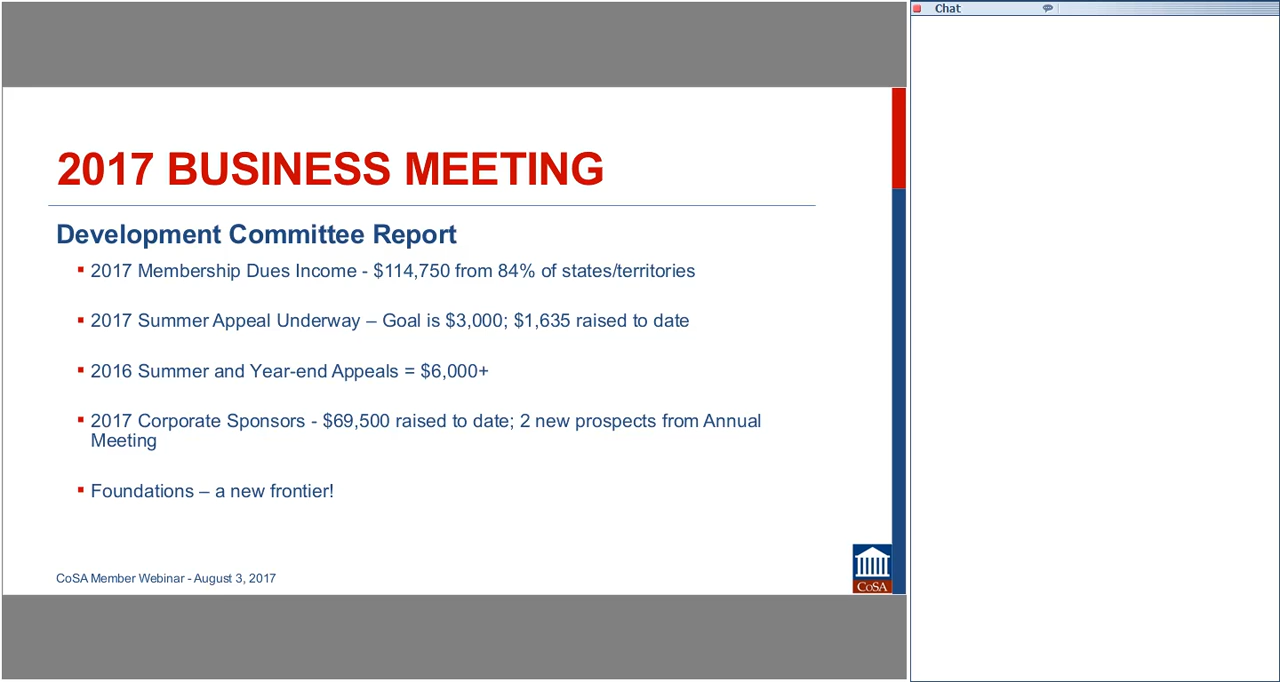 Chat
2017 BUSINESS MEETING
Development Committee Report
▪ 2017 Membership Dues Income - $114,750 from 84% of states/territories
▪ 2017 Summer Appeal Underway – Goal is $3,000; $1,635 raised to date
▪ 2016 Summer and Year-end Appeals = $6,000+
▪ 2017 Corporate Sponsors - $69,500 raised to date; 2 new prospects from Annual
Meeting
▪ Foundations – a new frontier!
CoSA Member Webinar - August 3, 2017
CoSA